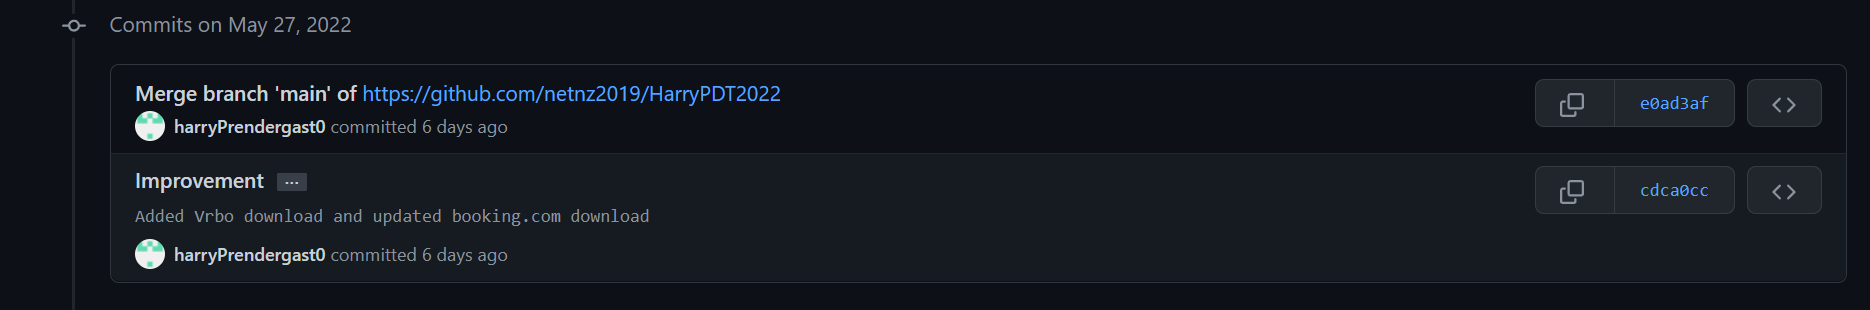 Commits on May 27, 2022
Merge branch 'main' of https://github.com/netnz2019/HarryPDT2022
e0ad3af
harryPrendergast0 committed 6 days ago
Improvement ...
cdca0cc
Added Vrbo download and updated booking.com download
harryPrendergast0 committed 6 days ago